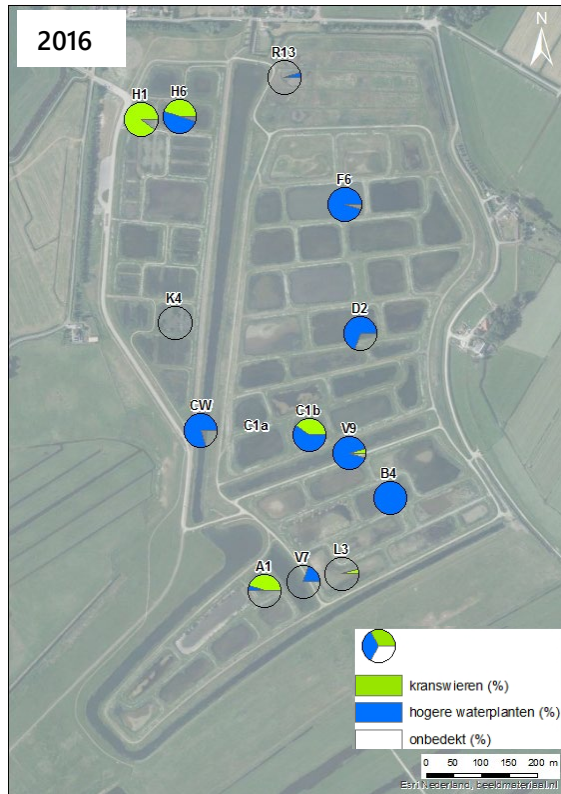 2016
N
R13
H1
H6
F6
K4
D2
CW
C1a
C1b
V9
B4
A1
V7
L3
kranswieren (%)
hogere waterplanten (%)
onbedekt (%)
0 50 100 150 200 m
Esri Nederland, beeldmateriaal.nl